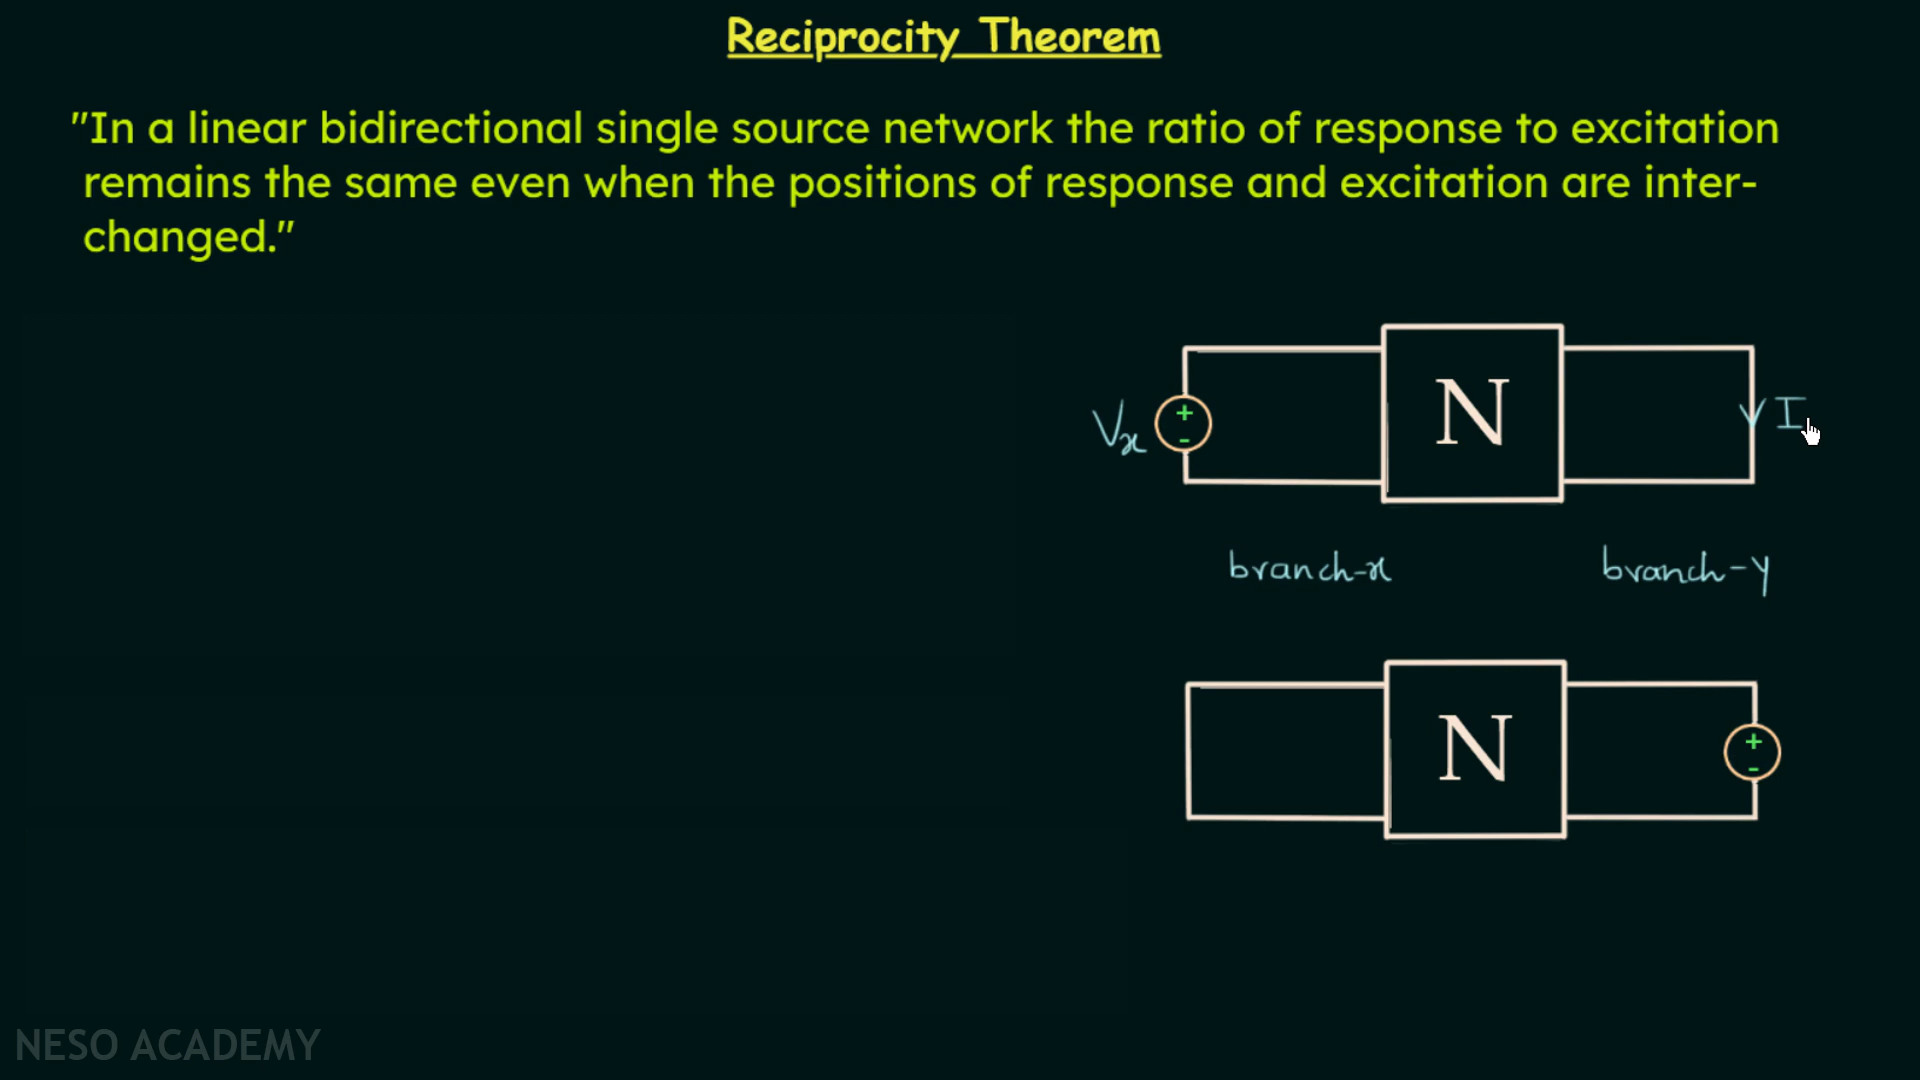 Reciprocity Theorem
"In a linear bidirectional single source network the ratio of response to excitation
remains the same even when the positions of response and excitation are inter-
changed."
N
+
-
Vx
I
branch-x
branch-y
N
+
-
NESO ACADEMY